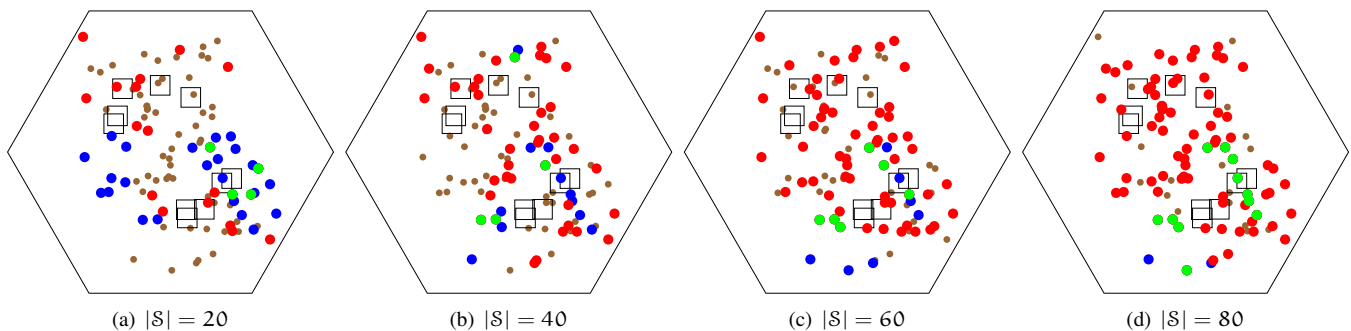 (a) |S| = 20
(b) |S| = 40
(c) |S| = 60
(d) |S| = 80